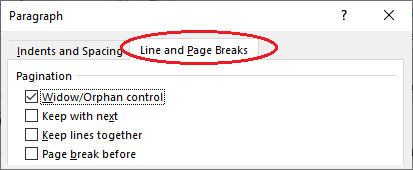 Paragraph ? ×
Indents and Spacing Line and Page Breaks
Pagination
Widow/Orphan control
Keep with next
Keep lines together
Page break before